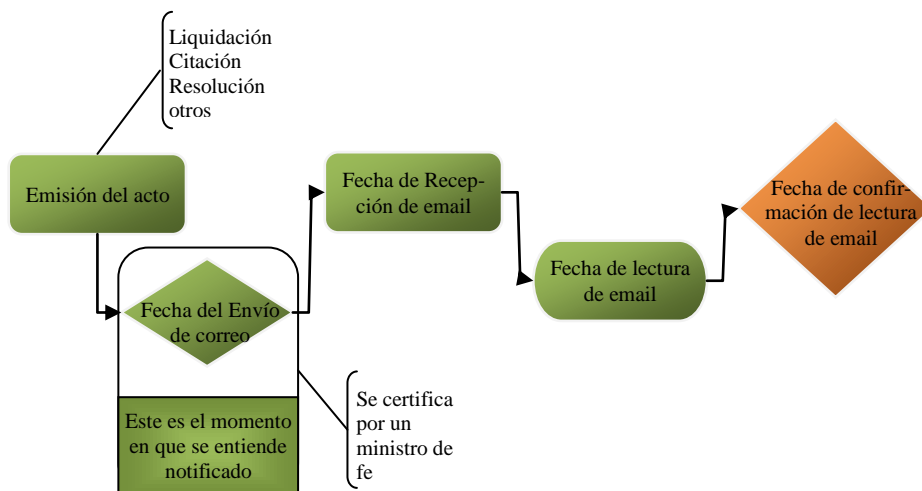 Liquidación
Citación
Resolución
otros
Emisión del acto
Fecha de Recep-
ción de email
Fecha de confir-
mación de lectura
de email
Fecha de lectura
de email
Fecha del Envío
de correo
Se certifica
por un
ministro de
fe
Este es el momento
en que se entiende
notificado